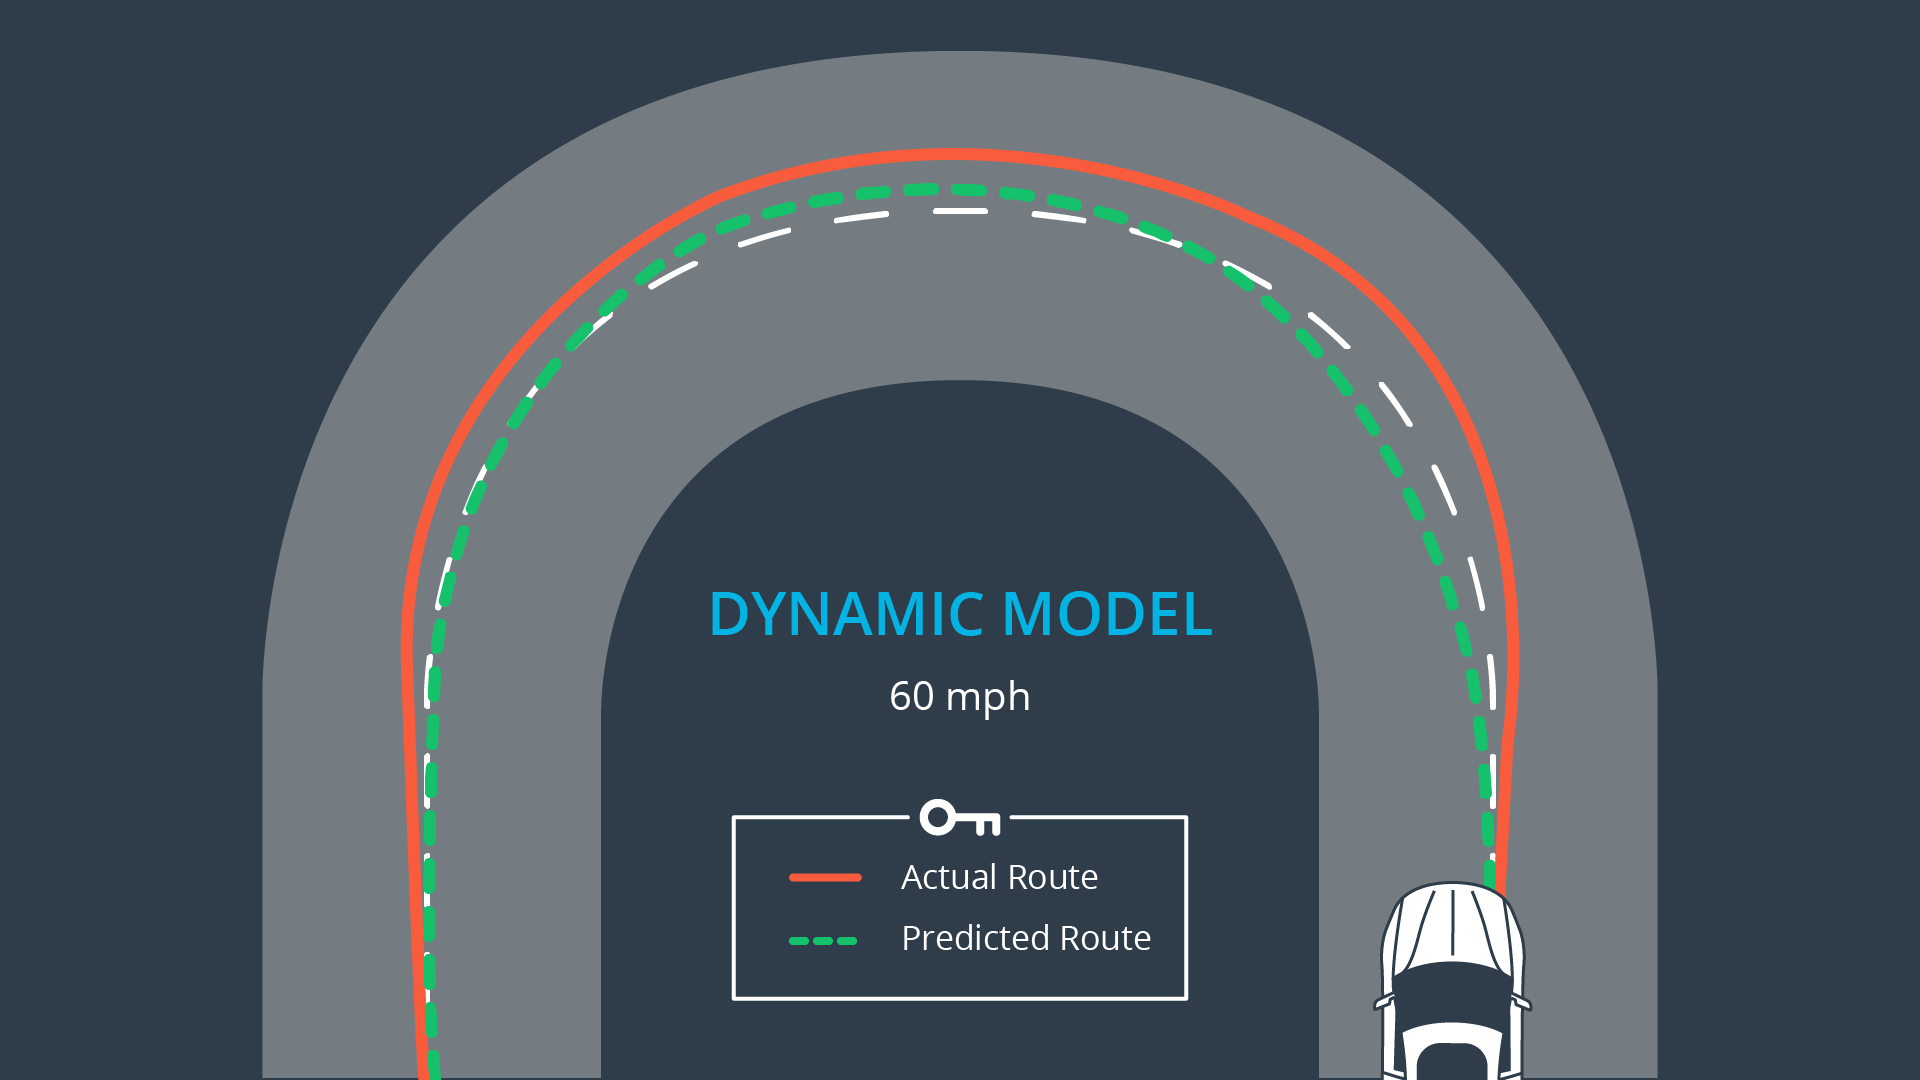 DYNAMIC MODEL
60 mph
Actual Route
Predicted Route